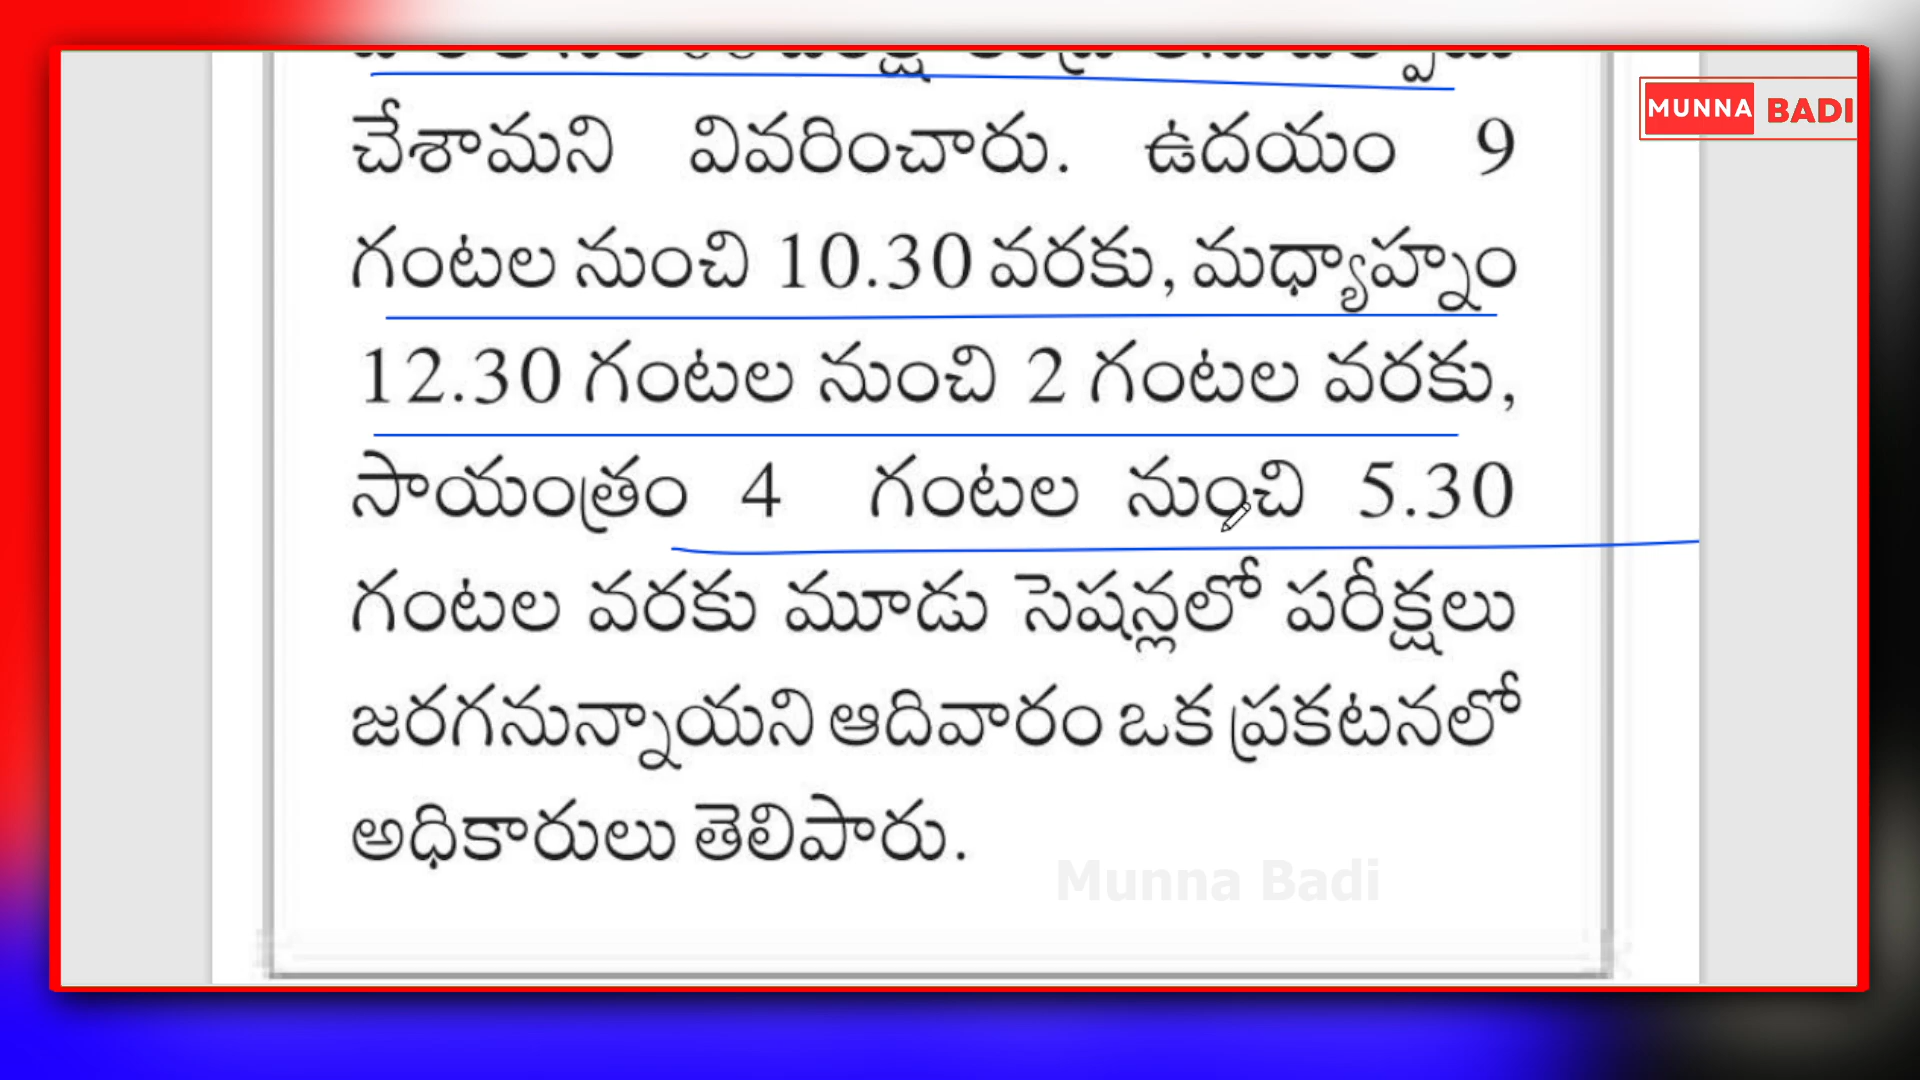 చేశామని వివరించారు. ఉదయం 9
గంటల నుంచి 10.30 వరకు, మధ్యాహ్నం
12.30 గంటల నుంచి 2 గంటల వరకు,
సాయంత్రం 4 గంటల నుంచి 5.30
గంటల వరకు మూడు సెషన్లలో పరీక్షలు
జరగనున్నాయని ఆదివారం ఒక ప్రకటనలో
అధికారులు తెలిపారు.
MUNNA BADI
Munna Badi